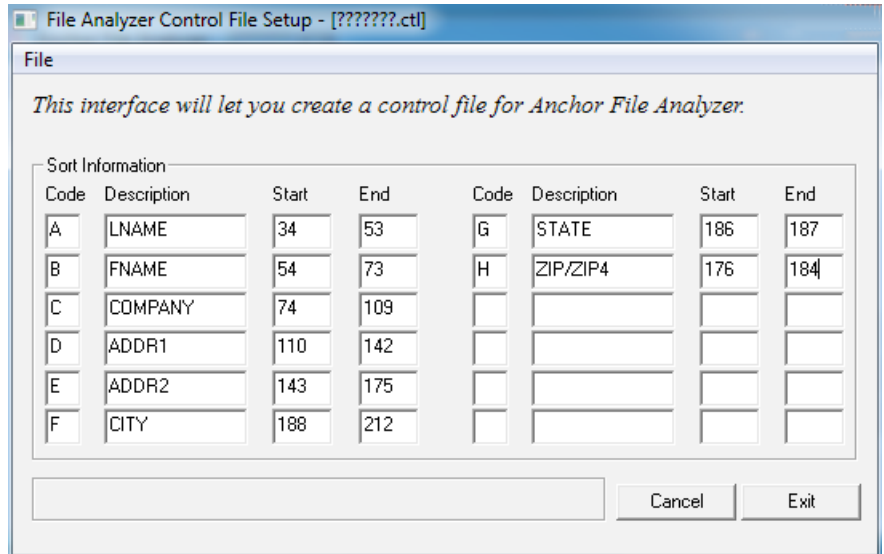 File Analyzer Control File Setup - [???????.ctl]
File
This interface will let you create a control file for Anchor File Analyzer.
Sort Information
Code Description Start End Code Description Start End
A LNAME 34 53 G STATE 186 187
B FNAME 54 73 H ZIP/ZIP4 176 184
C COMPANY 74 109
D ADDR1 110 142
E ADDR2 143 175
F CITY 188 212
Cancel Exit